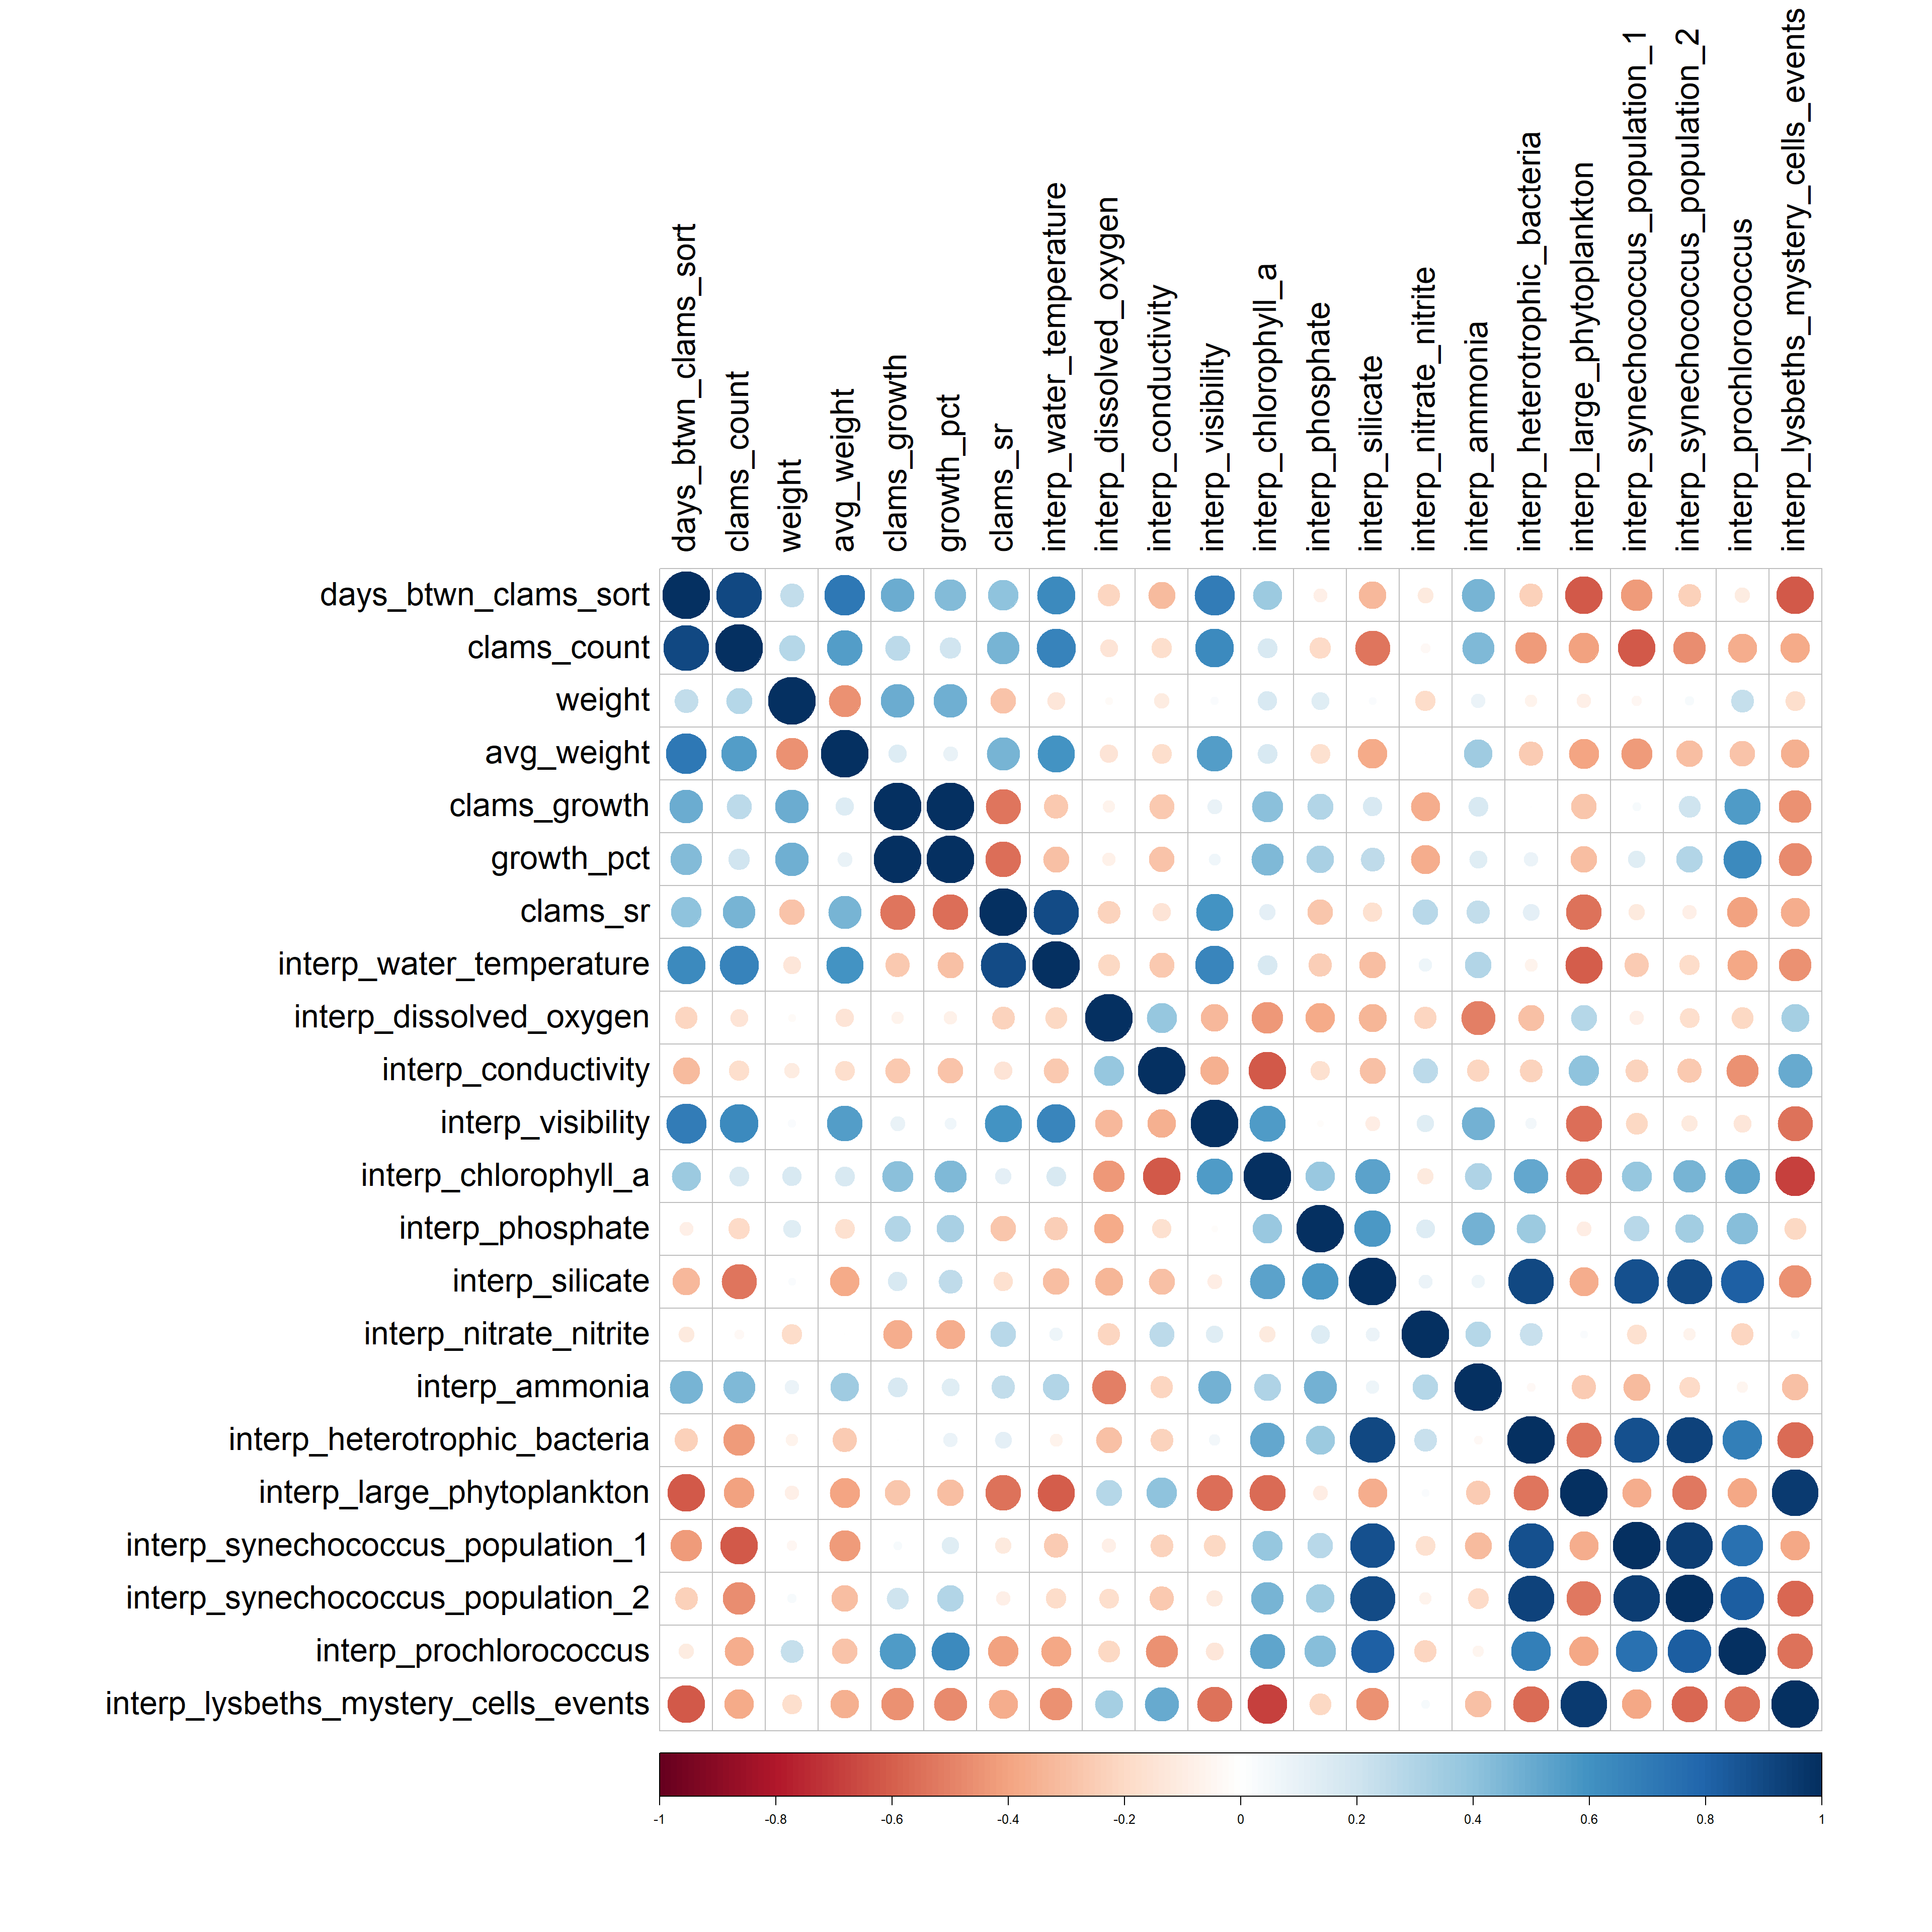 days_btwn_clams_sort
clams_count
weight
avg_weight
clams_growth
growth_pct
clams_sr
interp_water_temperature
interp_dissolved_oxygen
interp_conductivity
interp_visibility
interp_chlorophyll_a
interp_phosphate
interp_silicate
interp_nitrate_nitrite
interp_ammonia
interp_heterotrophic_bacteria
interp_large_phytoplankton
interp_synechococcus_population_1
interp_synechococcus_population_2
interp_prochlorococcus
interp_lysbeths_mystery_cells_events
days_btwn_clams_sort
clams_count
weight
avg_weight
clams_growth
growth_pct
clams_sr
interp_water_temperature
interp_dissolved_oxygen
interp_conductivity
interp_visibility
interp_chlorophyll_a
interp_phosphate
interp_silicate
interp_nitrate_nitrite
interp_ammonia
interp_heterotrophic_bacteria
interp_large_phytoplankton
interp_synechococcus_population_1
interp_synechococcus_population_2
interp_prochlorococcus
interp_lysbeths_mystery_cells_events
-1 -0.8 -0.6 -0.4 -0.2 0 0.2 0.4 0.6 0.8 1